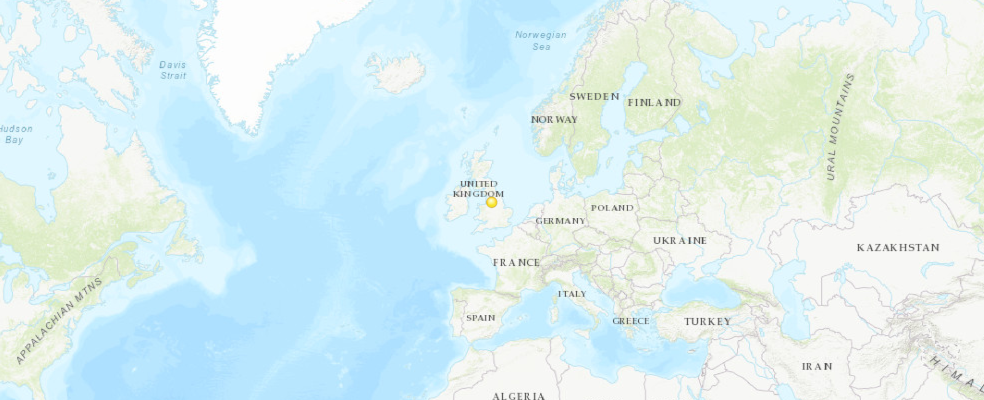 Norwegian
Sea
Davis
Strait
SWEDEN
FINLAND
NORWAY
Hudson
Bay
URAL MOUNTAINS
UNITED
KINGDOM
POLAND
GERMANY
UKRAINE
KAZAKHSTAN
FRANCE
ITALY
APPALACHIAN MTNS
SPAIN
GREECE
TURKEY
IRAN
HIMAL
ALGERIA